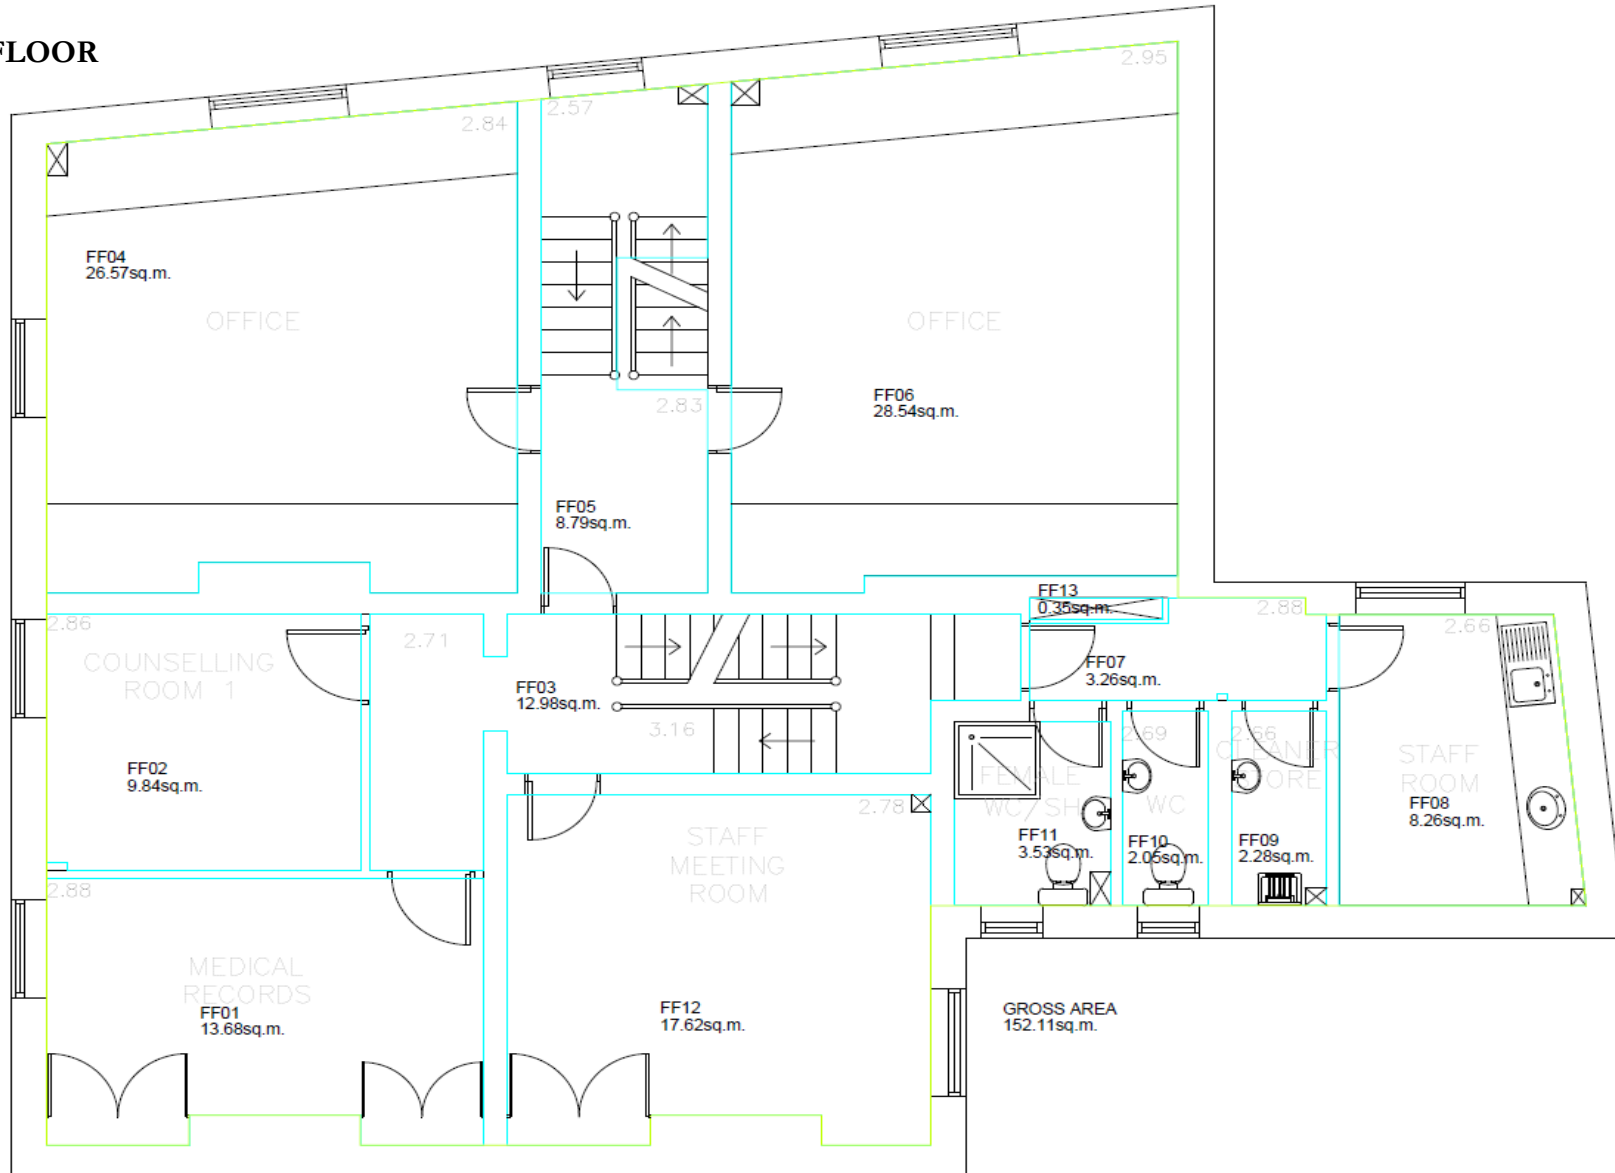 FLOOR
2.95
2.57
2.84
FF04
26.57sq.m.
OFFICE
OFFICE
FF06
28.54sq.m.
2.83
FF05
8.79sq.m.
FF13
0.35sq.m.
2.88
2.86
2.71
2.66
COUNSELLING
ROOM 1
FF07
3.26sq.m.
FF03
12.98sq.m.
3.16
2.69
2.66
CLEANER
STORE
STAFF
ROOM
FF02
9.84sq.m.
FEMALE
WC/SH
WC
2.78
FF08
8.26sq.m.
STAFF
MEETING
ROOM
FF11
3.53sq.m.
FF10
2.05sq.m.
FF09
2.28sq.m.
2.88
MEDICAL
RECORDS
FF01
13.68sq.m.
FF12
17.62sq.m.
GROSS AREA
152.11sq.m.